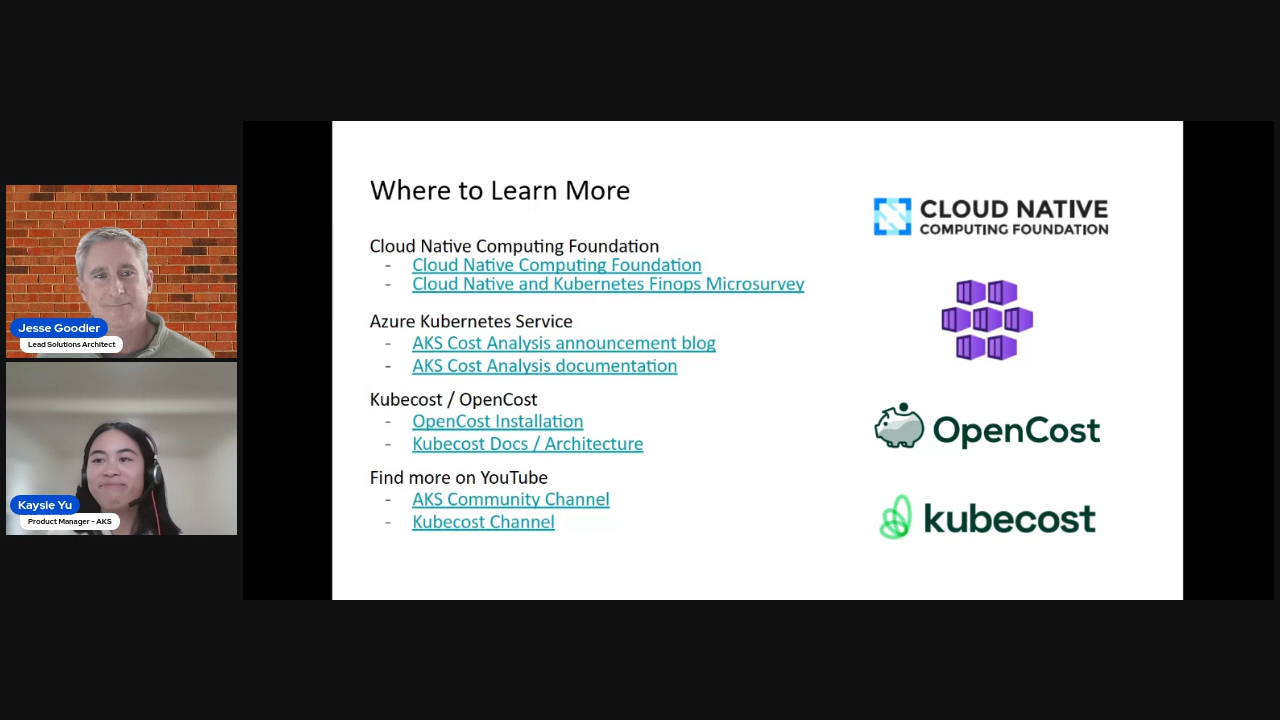 Where to Learn More
Cloud Native Computing Foundation
- Cloud Native Computing Foundation
- Cloud Native and Kubernetes Finops Microsurvey
Azure Kubernetes Service
- AKS Cost Analysis announcement blog
- AKS Cost Analysis documentation
Kubecost / OpenCost
- OpenCost Installation
- Kubecost Docs / Architecture
Find more on YouTube
- AKS Community Channel
- Kubecost Channel
CLOUD NATIVE
COMPUTING FOUNDATION
OpenCost
kubecost
Jesse Goodier
Lead Solutions Architect
Kaysie Yu
Product Manager - AKS